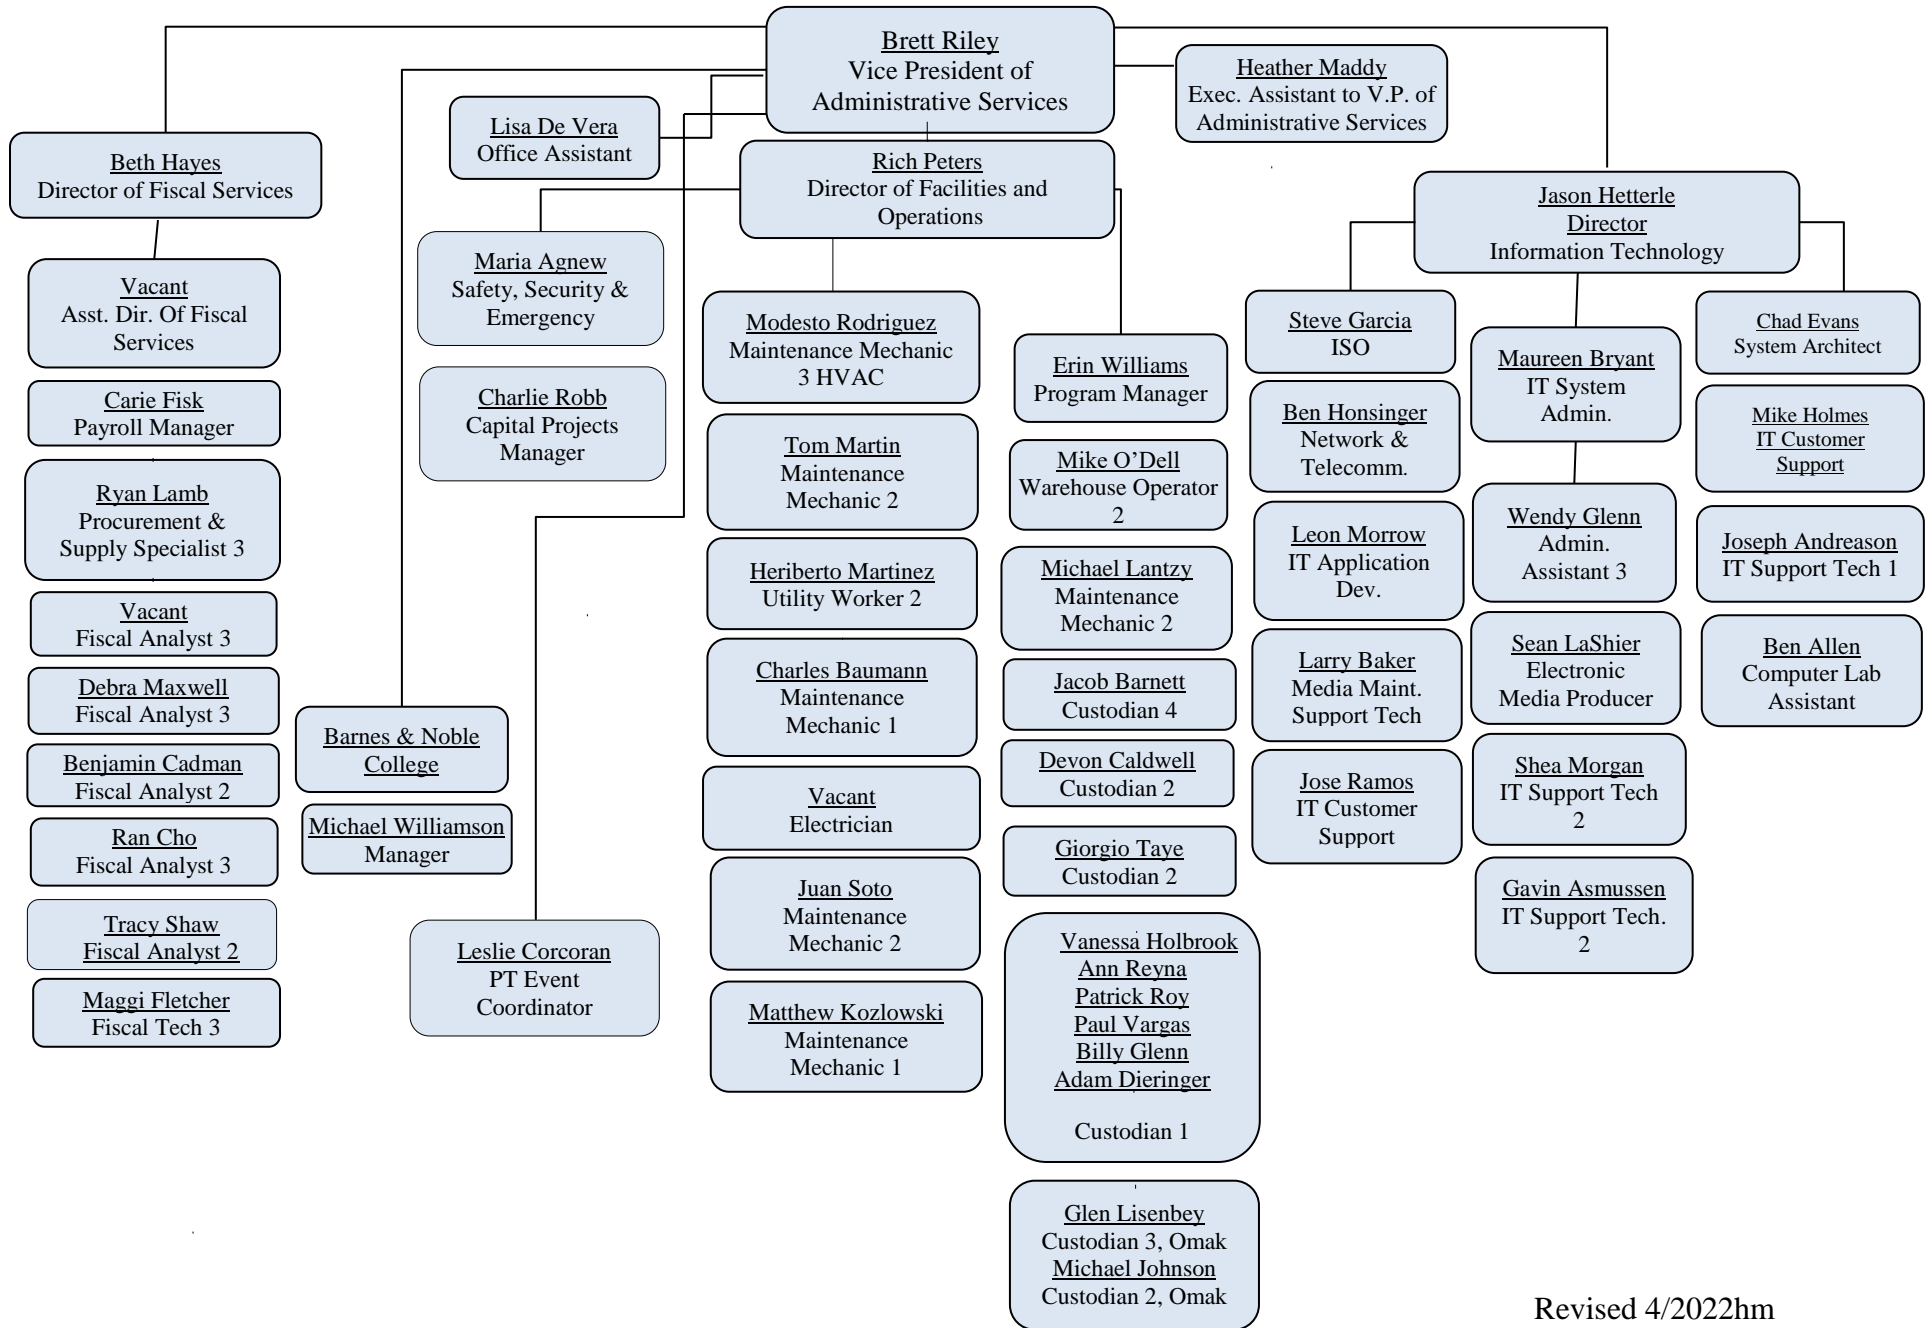 Brett Riley
Vice President of
Administrative Services
Heather Maddy
Exec. Assistant to V.P. of
Administrative Services
Lisa De Vera
Office Assistant
Beth Hayes
Director of Fiscal Services
Vacant
Asst. Dir. Of Fiscal
Services
Carie Fisk
Payroll Manager
Ryan Lamb
Procurement &
Supply Specialist 3
Vacant
Fiscal Analyst 3
Debra Maxwell
Fiscal Analyst 3
Benjamin Cadman
Fiscal Analyst 2
Ran Cho
Fiscal Analyst 3
Tracy Shaw
Fiscal Analyst 2
Maggi Fletcher
Fiscal Tech 3
Barnes & Noble
College
Michael Williamson
Manager
Rich Peters
Director of Facilities and
Operations
Maria Agnew
Safety, Security &
Emergency
Charlie Robb
Capital Projects
Manager
Leslie Corcoran
PT Event
Coordinator
Modesto Rodriguez
Maintenance Mechanic
3 HVAC
Tom Martin
Maintenance
Mechanic 2
Heriberto Martinez
Utility Worker 2
Charles Baumann
Maintenance
Mechanic 1
Vacant
Electrician
Juan Soto
Maintenance
Mechanic 2
Matthew Kozlowski
Maintenance
Mechanic 1
Erin Williams
Program Manager
Mike O’Dell
Warehouse Operator
2
Michael Lantzy
Maintenance
Mechanic 2
Jacob Barnett
Custodian 4
Devon Caldwell
Custodian 2
Giorgio Taye
Custodian 2
Vanessa Holbrook
Ann Reyna
Patrick Roy
Paul Vargas
Billy Glenn
Adam Dieringer
Custodian 1
Glen Lisenbey
Custodian 3, Omak
Michael Johnson
Custodian 2, Omak
Jason Hetterle
Director
Information Technology
Steve Garcia
ISO
Ben Honsinger
Network &
Telecomm.
Leon Morrow
IT Application
Dev.
Larry Baker
Media Maint.
Support Tech
Jose Ramos
IT Customer
Support
Maureen Bryant
IT System
Admin.
Wendy Glenn
Admin.
Assistant 3
Sean LaShier
Electronic
Media Producer
Shea Morgan
IT Support Tech
2
Gavin Asmussen
IT Support Tech.
2
Chad Evans
System Architect
Mike Holmes
IT Customer
Support
Joseph Andreason
IT Support Tech 1
Ben Allen
Computer Lab
Assistant
Revised 4/2022hm